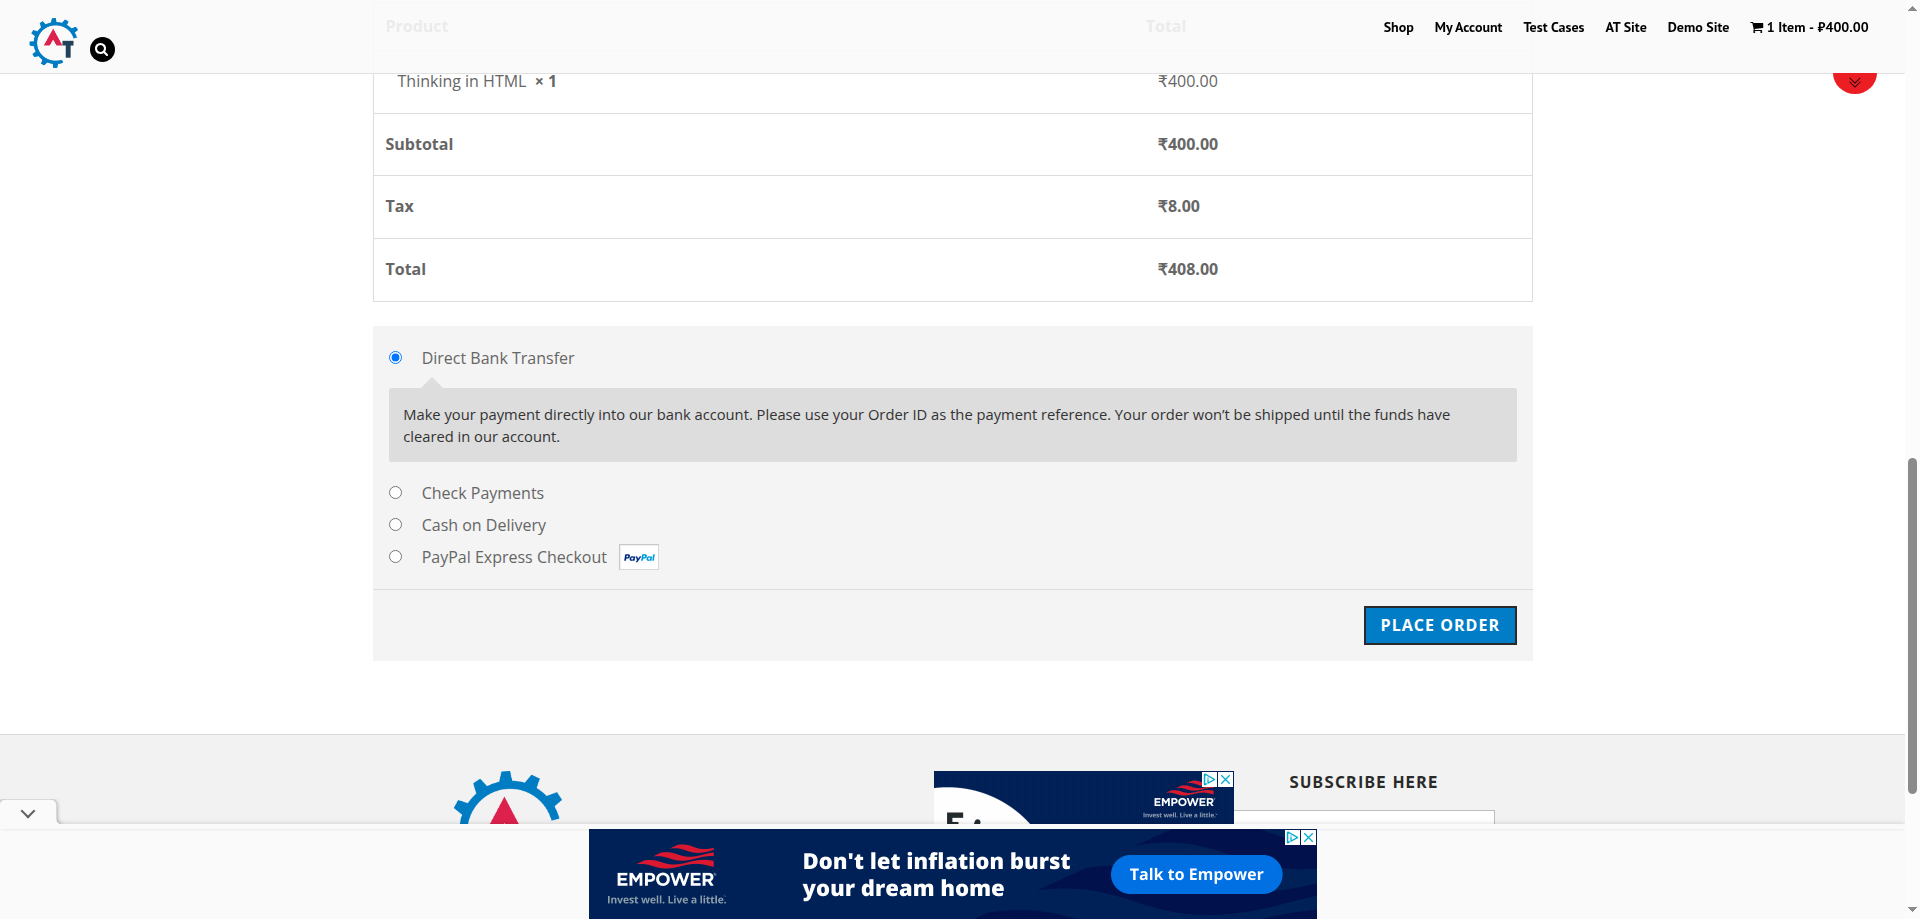 Product Total
Shop My Account Test Cases AT Site Demo Site 1 Item - ₽400.00
AT
Thinking in HTML × 1 ₹400.00
Subtotal ₹400.00
Tax ₹8.00
Total ₹408.00
Direct Bank Transfer
Make your payment directly into our bank account. Please use your Order ID as the payment reference. Your order won’t be shipped until the funds have
cleared in our account.
Check Payments
Cash on Delivery
PayPal Express Checkout PayPal
PLACE ORDER
SUBSCRIBE HERE
EMPOWER
Invest well. Live a little.
Don't let inflation burst
your dream home
Talk to Empower
EMPOWER
Invest well. Live a little.